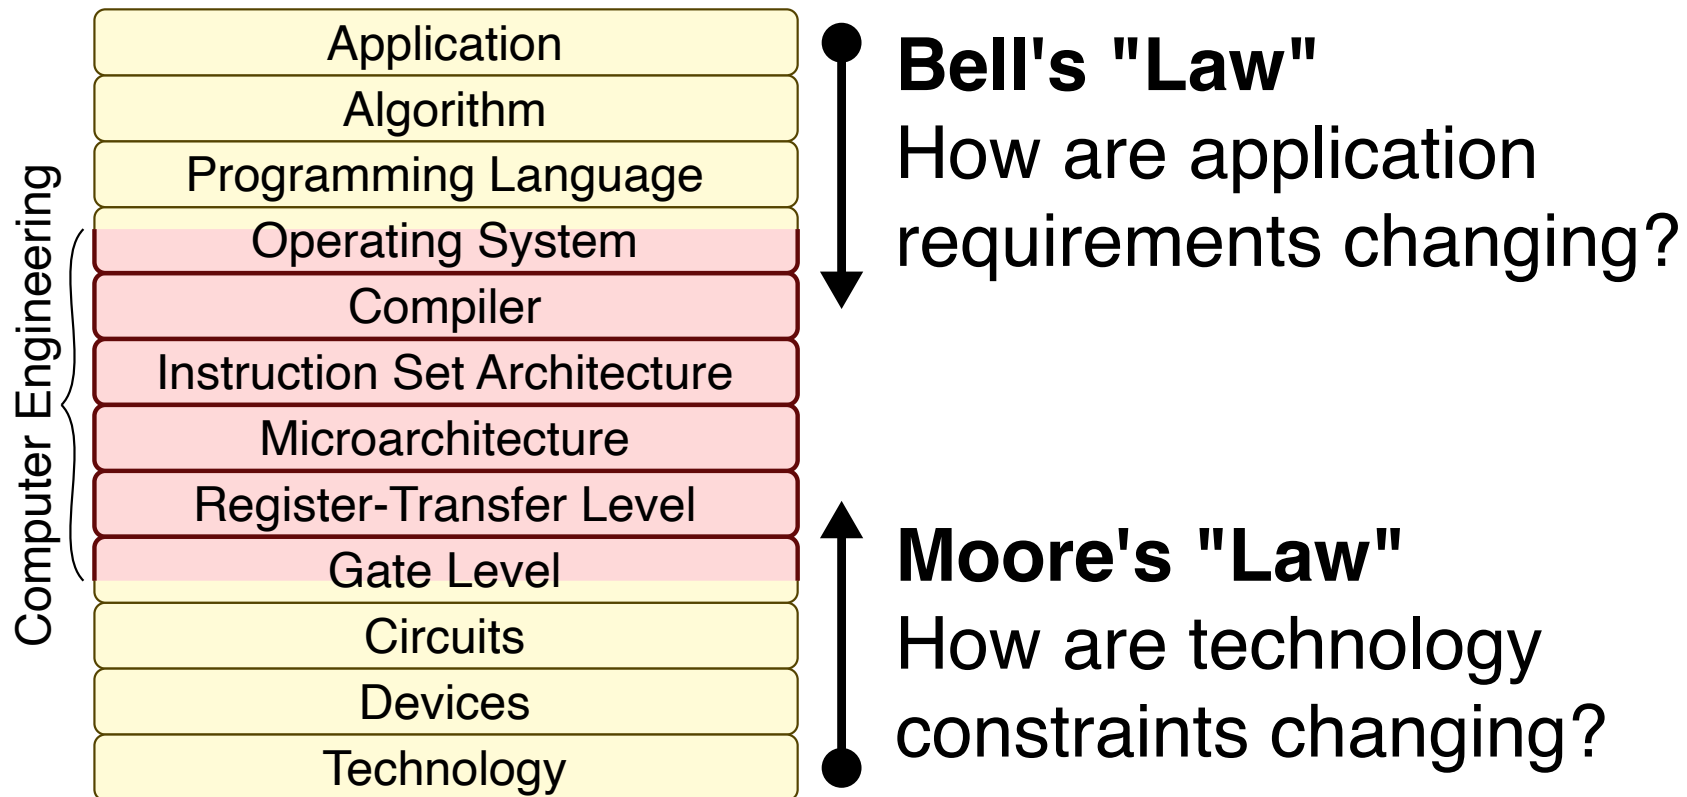 Application
Algorithm
Programming Language
Operating System
Compiler
Instruction Set Architecture
Microarchitecture
Register-Transfer Level
Gate Level
Circuits
Devices
Technology
Computer Engineering
Bell's "Law"
How are application
requirements changing?
Moore's "Law"
How are technology
constraints changing?